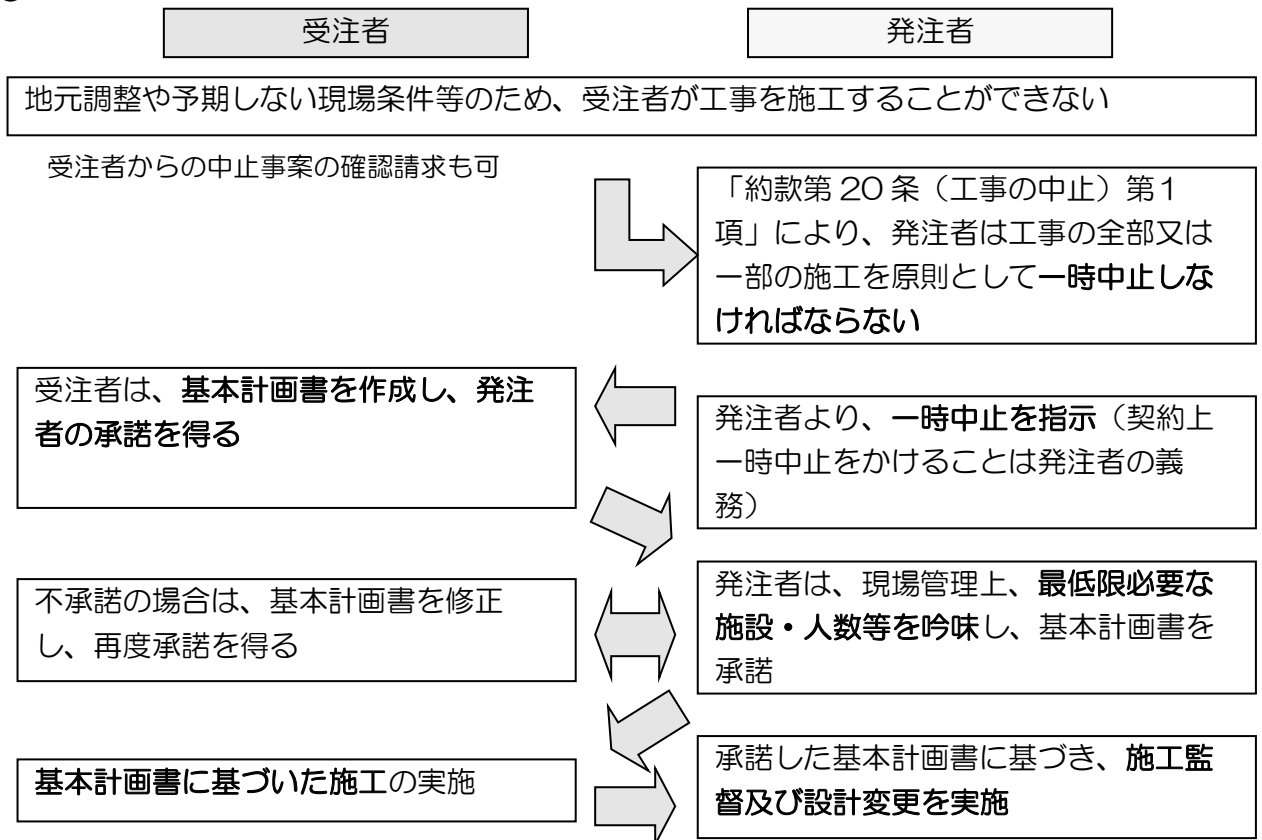 受注者
発注者
地元調整や予期しない現場条件等のため、受注者が工事を施工することができない
受注者からの中止事案の確認請求も可
「約款第20条（工事の中止）第1
項」により、発注者は工事の全部又は
一部の施工を原則として一時中止しな
ければならない
発注者より、一時中止を指示（契約上
一時中止をかけることは発注者の義
務）
受注者は、基本計画書を作成し、発注
者の承諾を得る
発注者は、現場管理上、最低限必要な
施設・人数等を吟味し、基本計画書を
承諾
不承諾の場合は、基本計画書を修正
し、再度承諾を得る
基本計画書に基づいた施工の実施
承諾した基本計画書に基づき、施工監
督及び設計変更を実施